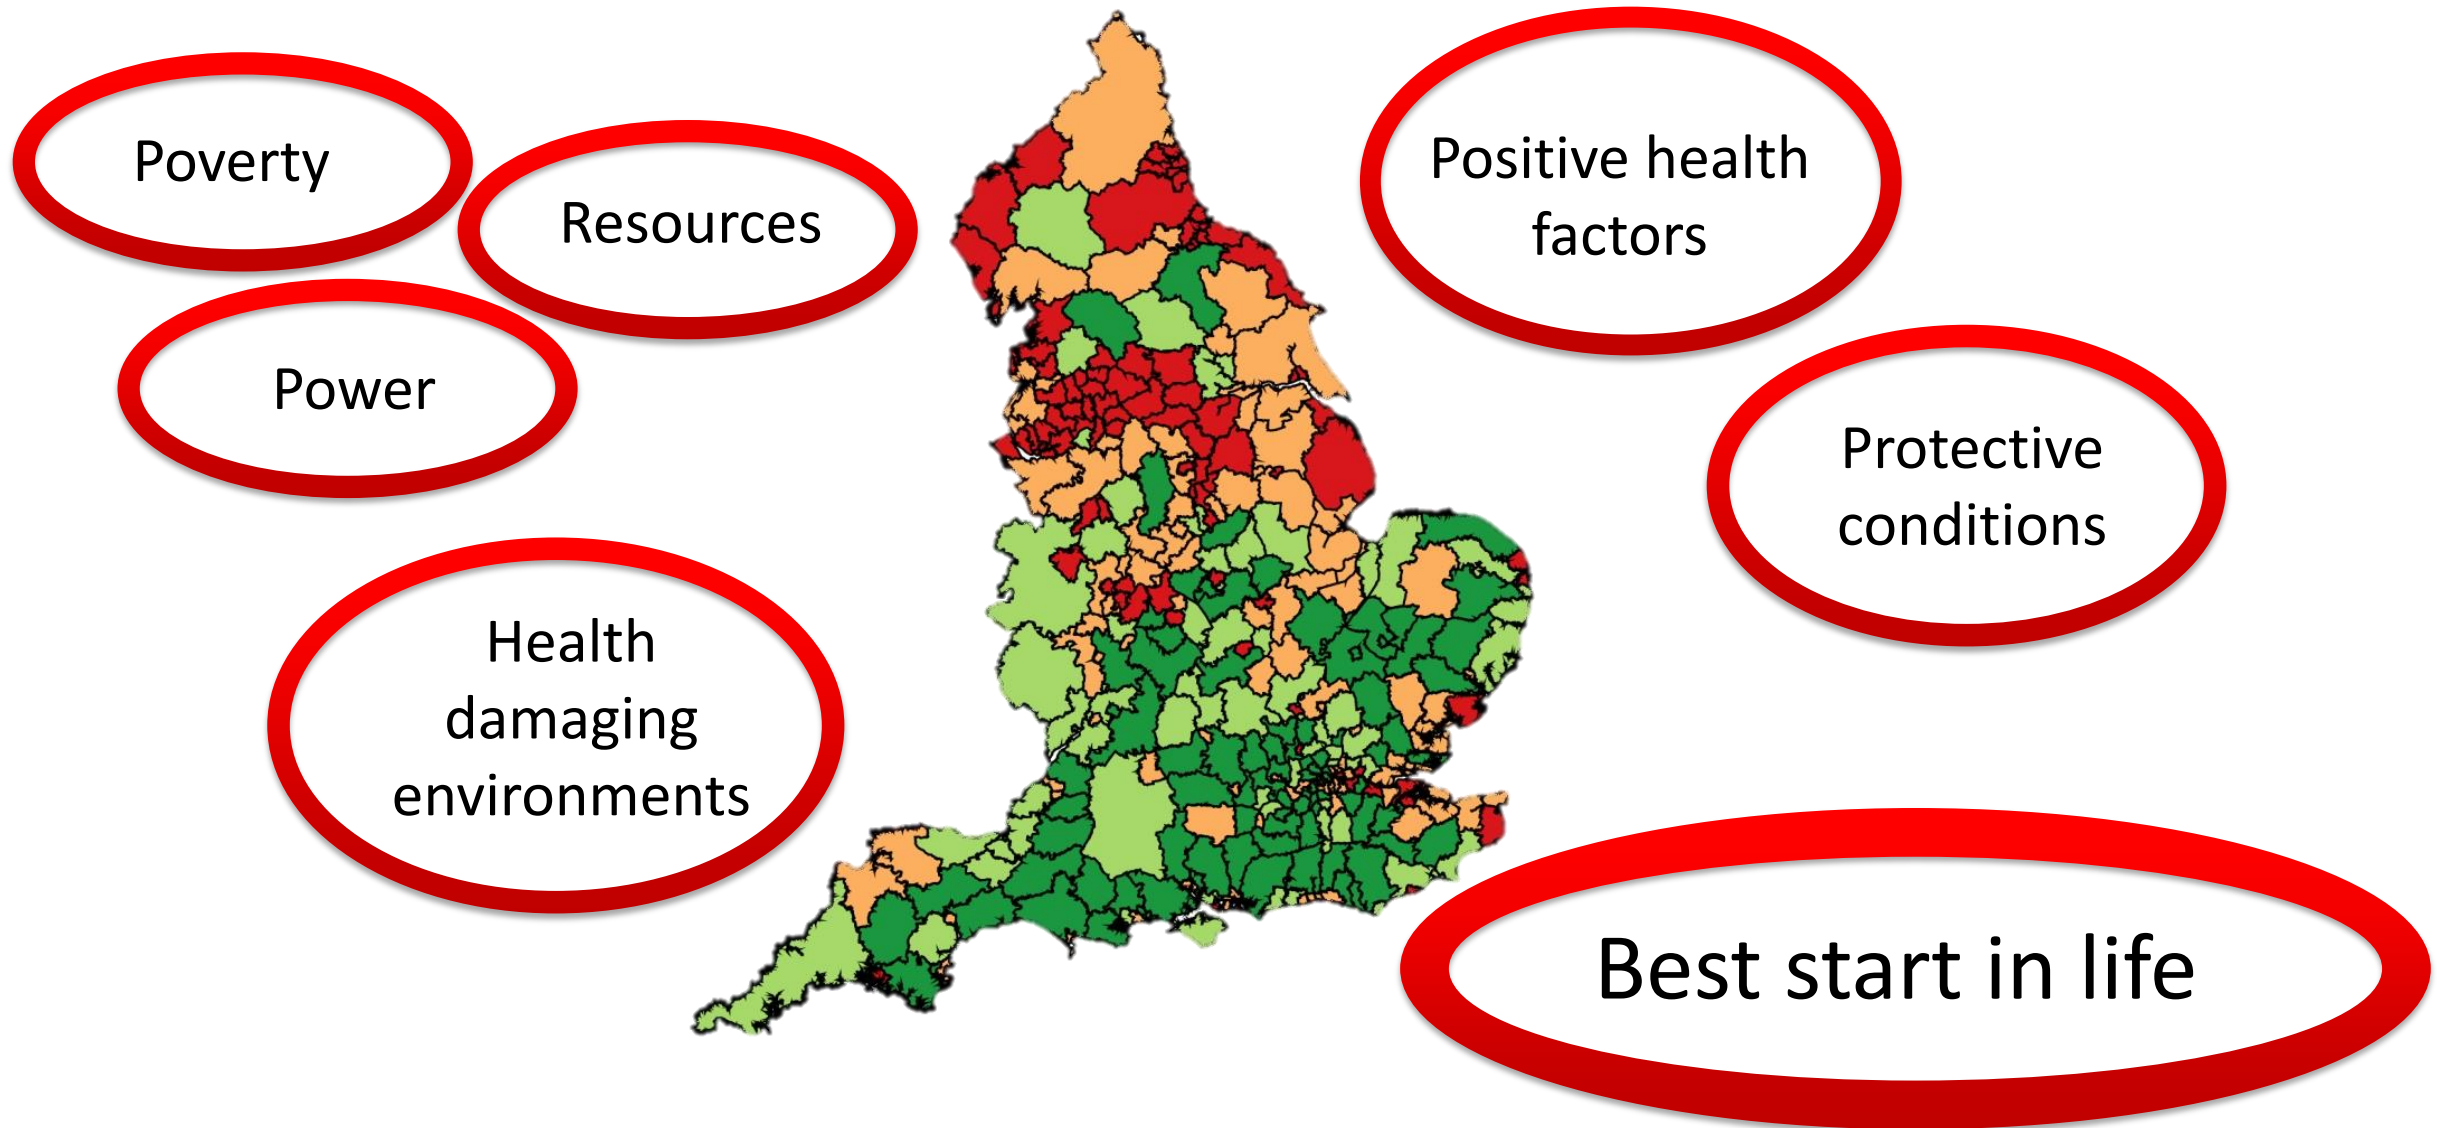 Poverty
Resources
Power
Health
damaging
environments
Positive health
factors
Protective
conditions
Best start in life